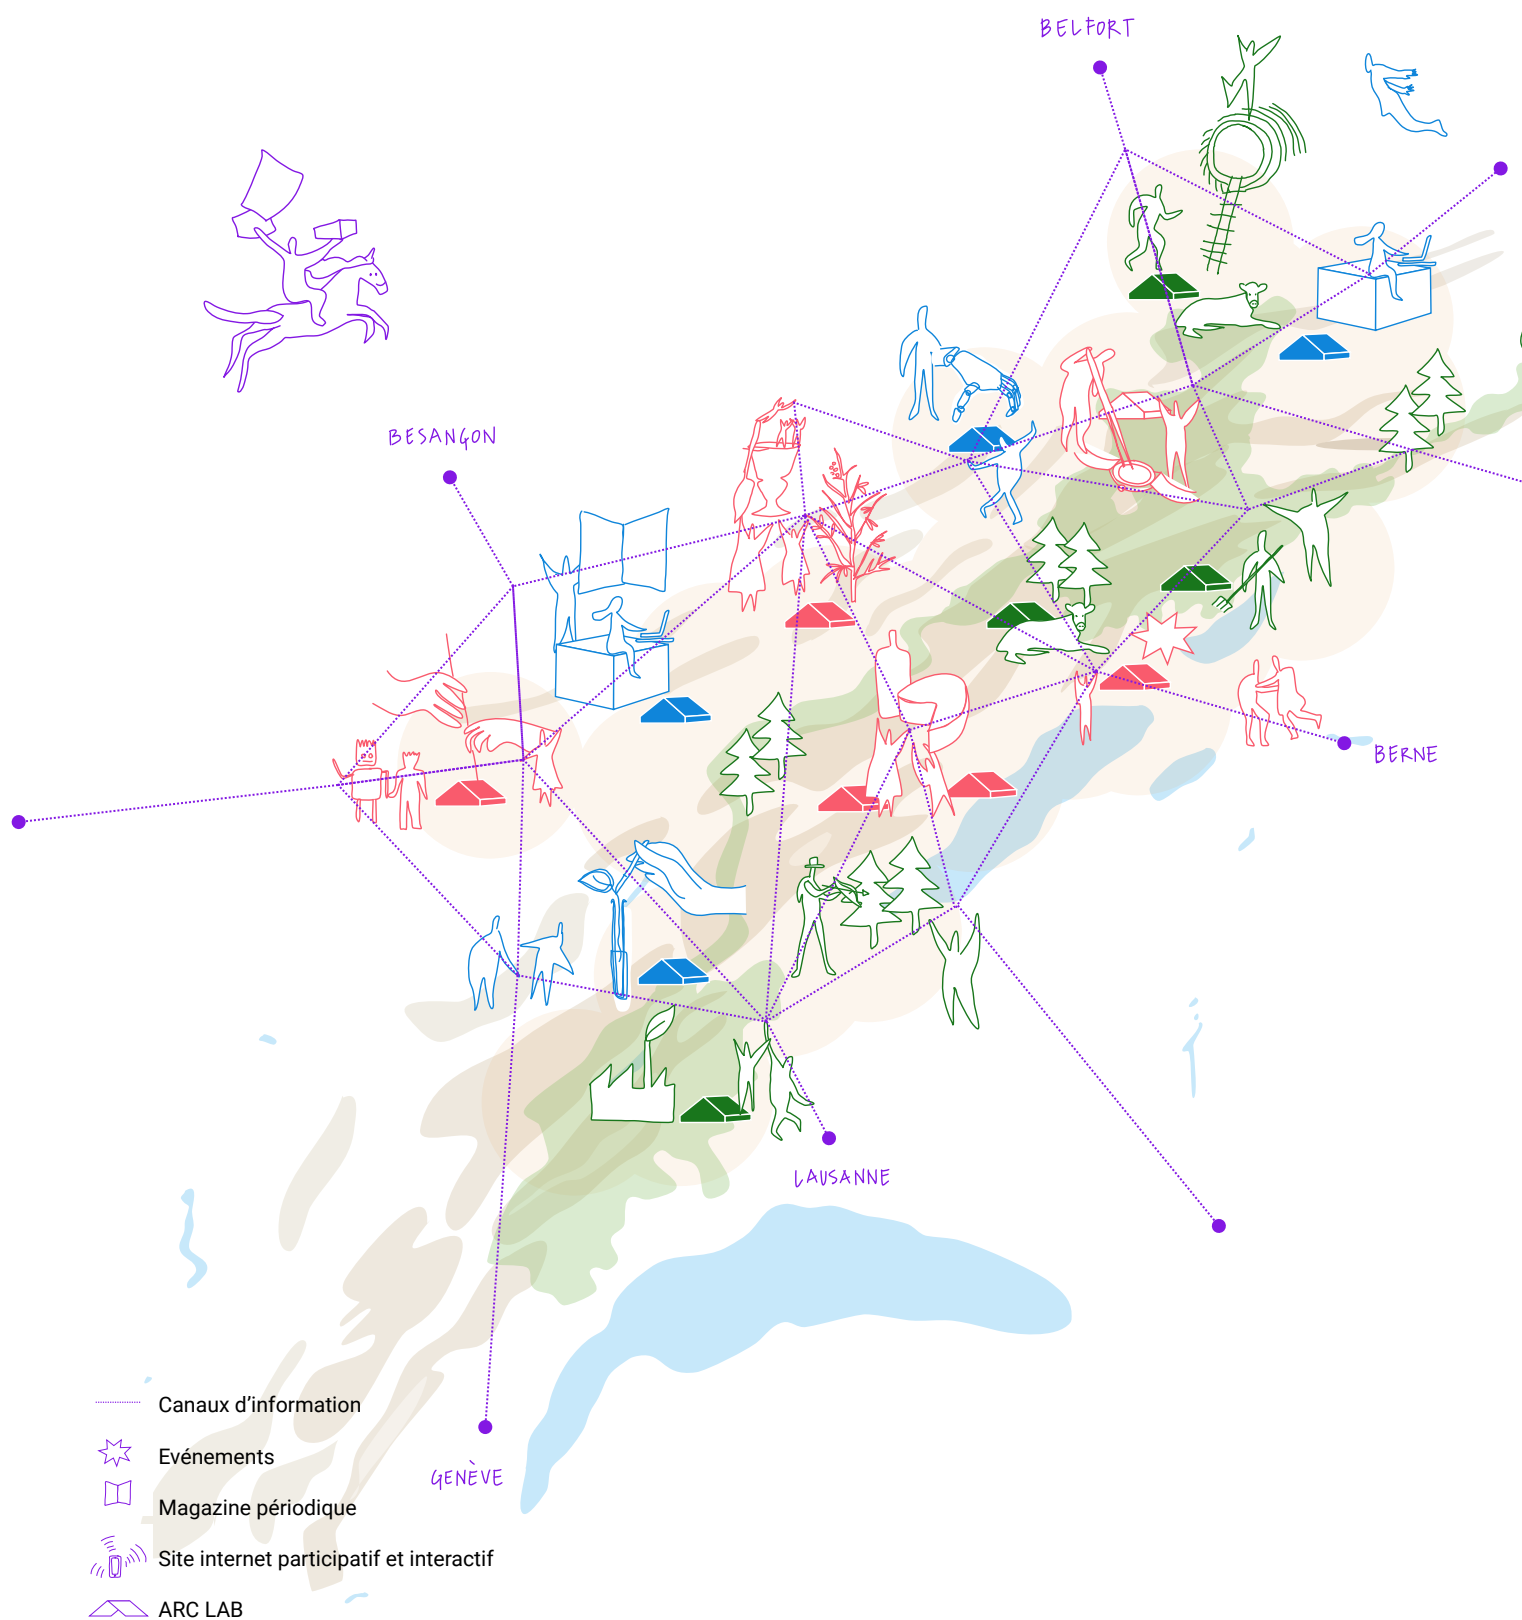 BELFORT
BESANÇON
BERNE
LAUSANNE
GENÈVE
Canaux d’information
Evénements
Magazine périodique
Site internet participatif et interactif
ARC LAB